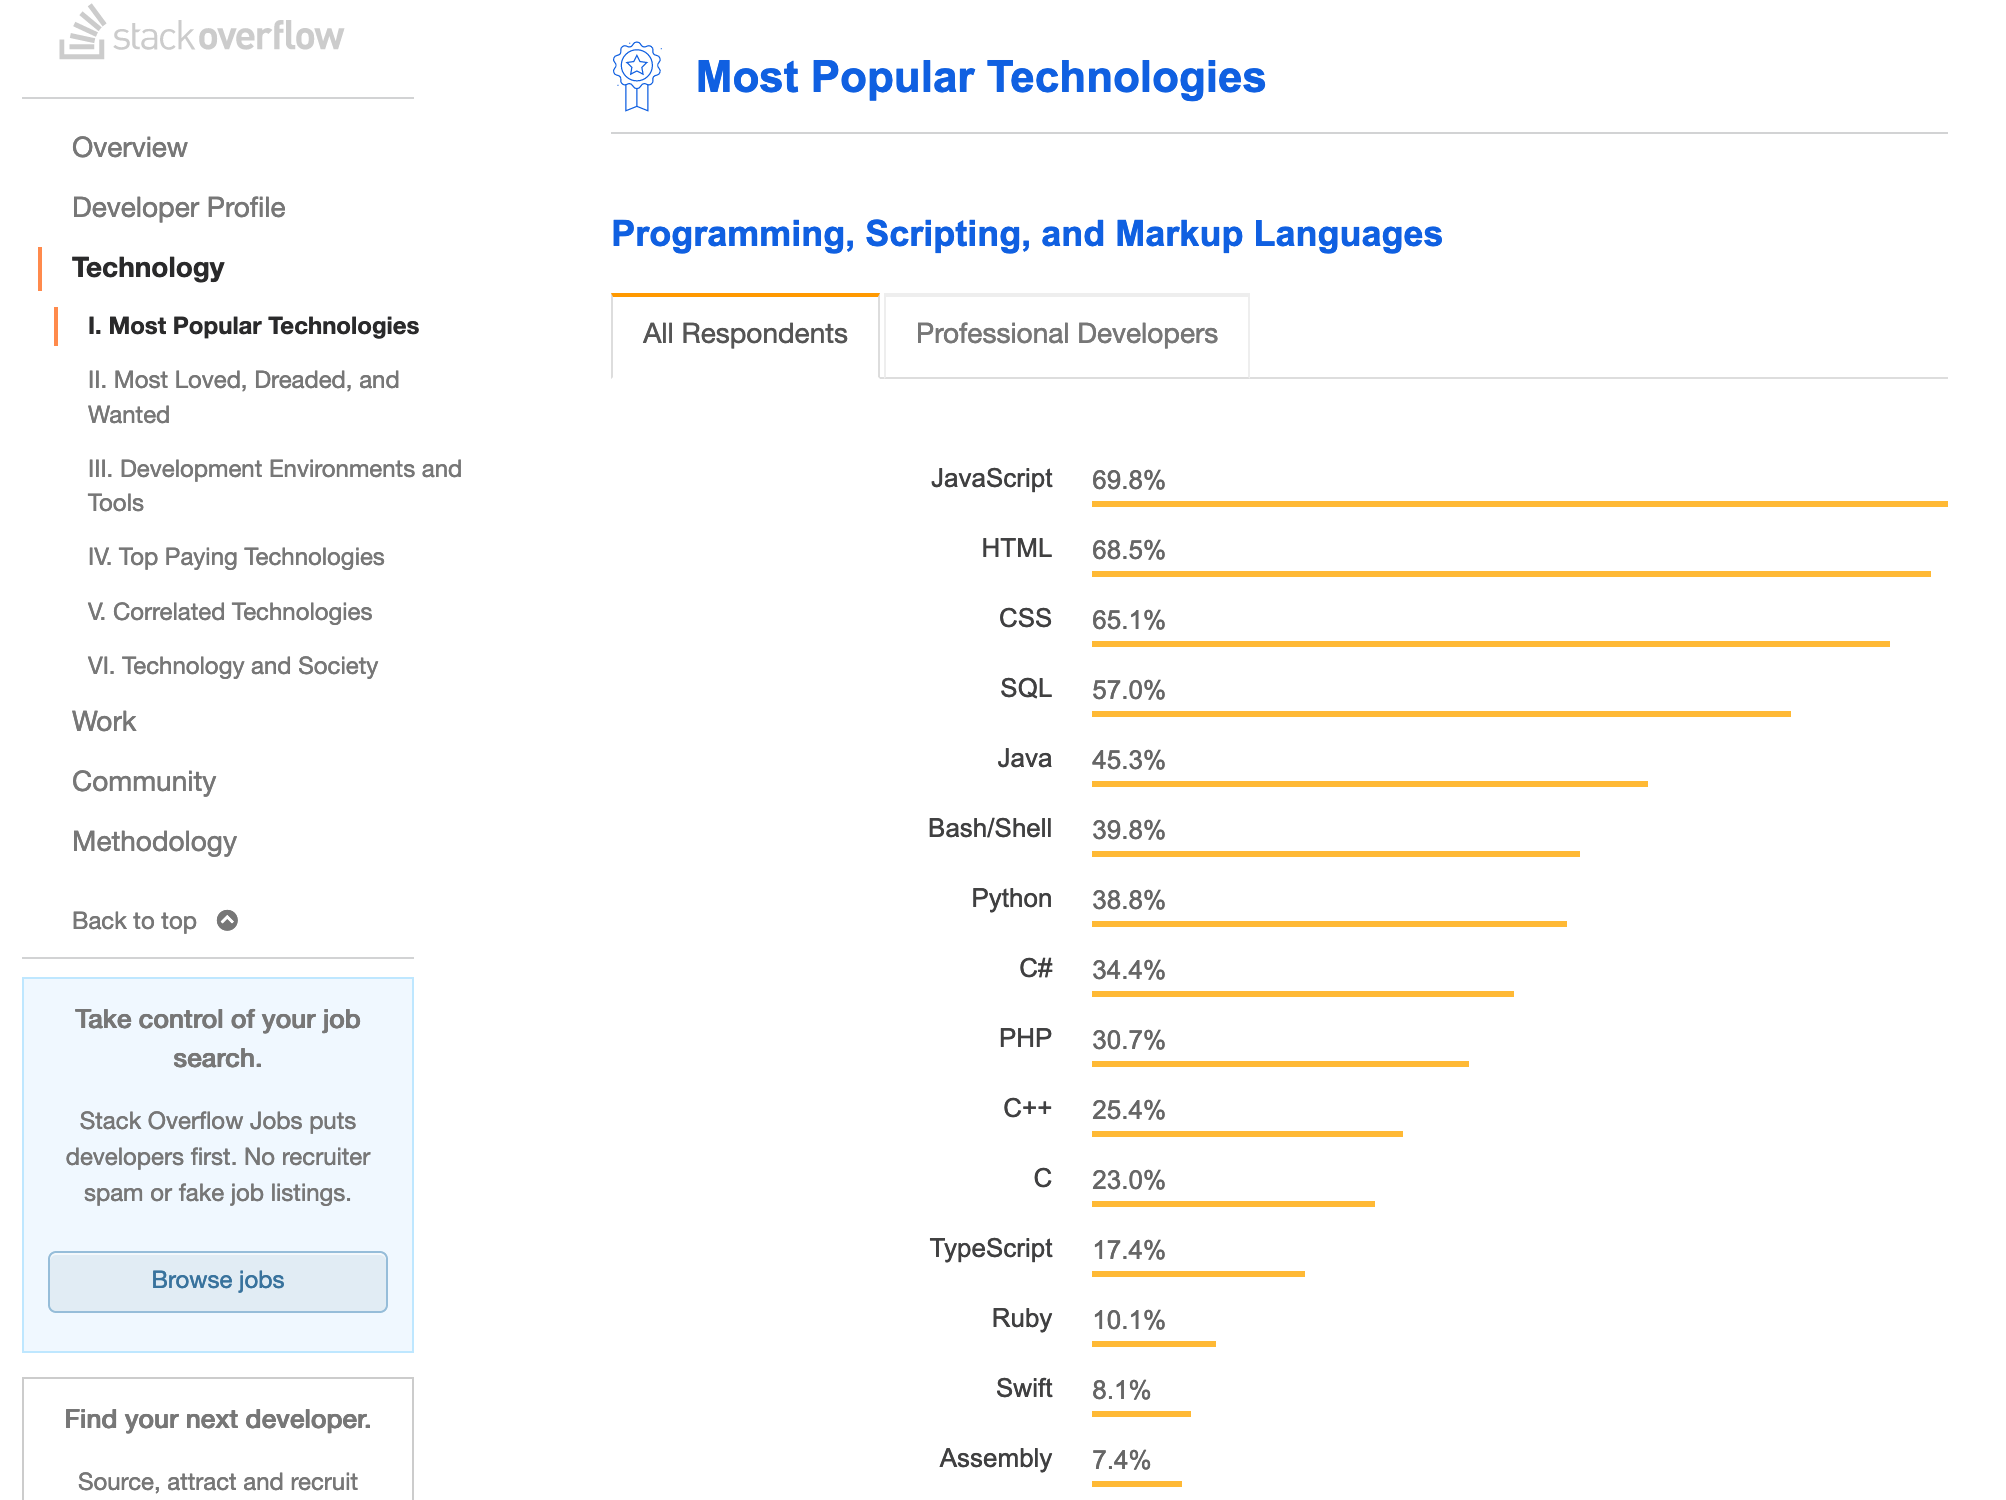 stackoverflow
Overview
Developer Profile
Technology
I. Most Popular Technologies
II. Most Loved, Dreaded, and
Wanted
III. Development Environments and
Tools
IV. Top Paying Technologies
V. Correlated Technologies
VI. Technology and Society
Work
Community
Methodology
Back to top
Take control of your job
search.
Stack Overflow Jobs puts
developers first. No recruiter
spam or fake job listings.
Browse jobs
Find your next developer.
Source, attract and recruit
Most Popular Technologies
Programming, Scripting, and Markup Languages
All Respondents Professional Developers
JavaScript 69.8%
HTML 68.5%
CSS 65.1%
SQL 57.0%
Java 45.3%
Bash/Shell 39.8%
Python 38.8%
C# 34.4%
PHP 30.7%
C++ 25.4%
C 23.0%
TypeScript 17.4%
Ruby 10.1%
Swift 8.1%
Assembly 7.4%